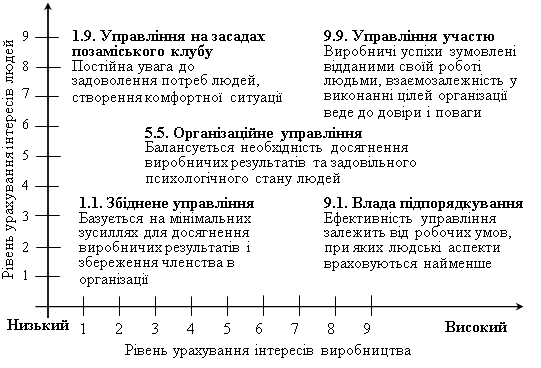 Рівень урахування інтересів людей
9
8
7
6
5
4
3
2
1
1.9. Управління на засадах
позаміського клубу
Постійна увага до
задоволення потреб людей,
створення комфортної ситуації
9.9. Управління участю
Виробничі успіхи зумовлені
відданими своїй роботі
людьми, взаємозалежність у
виконанні цілей організації
веде до довіри і поваги
5.5. Організаційне управління
Балансується необхідність досягнення
виробничих результатів та задовільного
психологічного стану людей
1.1. Збіднене управління
Базується на мінімальних
зусиллях для досягнення
виробничих результатів і
збереження членства в
організації
9.1. Влада підпорядкування
Ефективність управління
залежить від робочих умов,
при яких людські аспекти
враховуються найменше
Низький 1 2 3 4 5 6 7 8 9 Високий
Рівень урахування інтересів виробництва